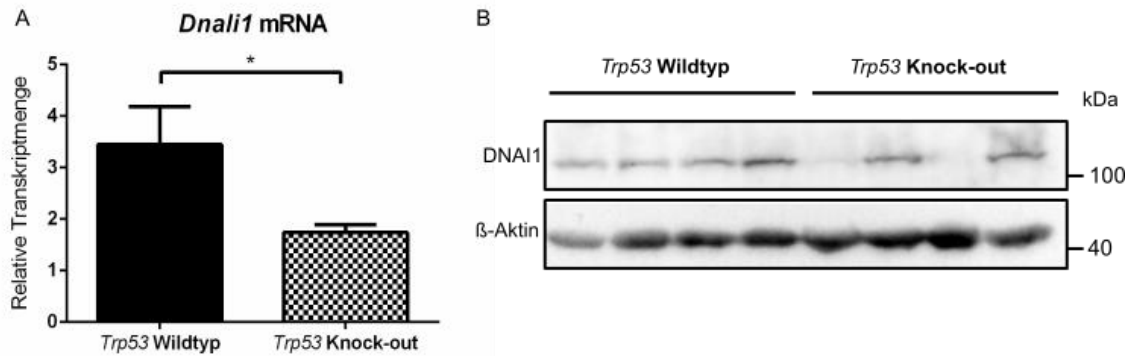 A
Dnali1 mRNA
*
5
4
3
2
1
0
Relative Transkriptmenge
Trp53 Wildtyp
Trp53 Knock-out
B
Trp53 Wildtyp
Trp53 Knock-out
kDa
DNAI1
100
ß-Aktin
40